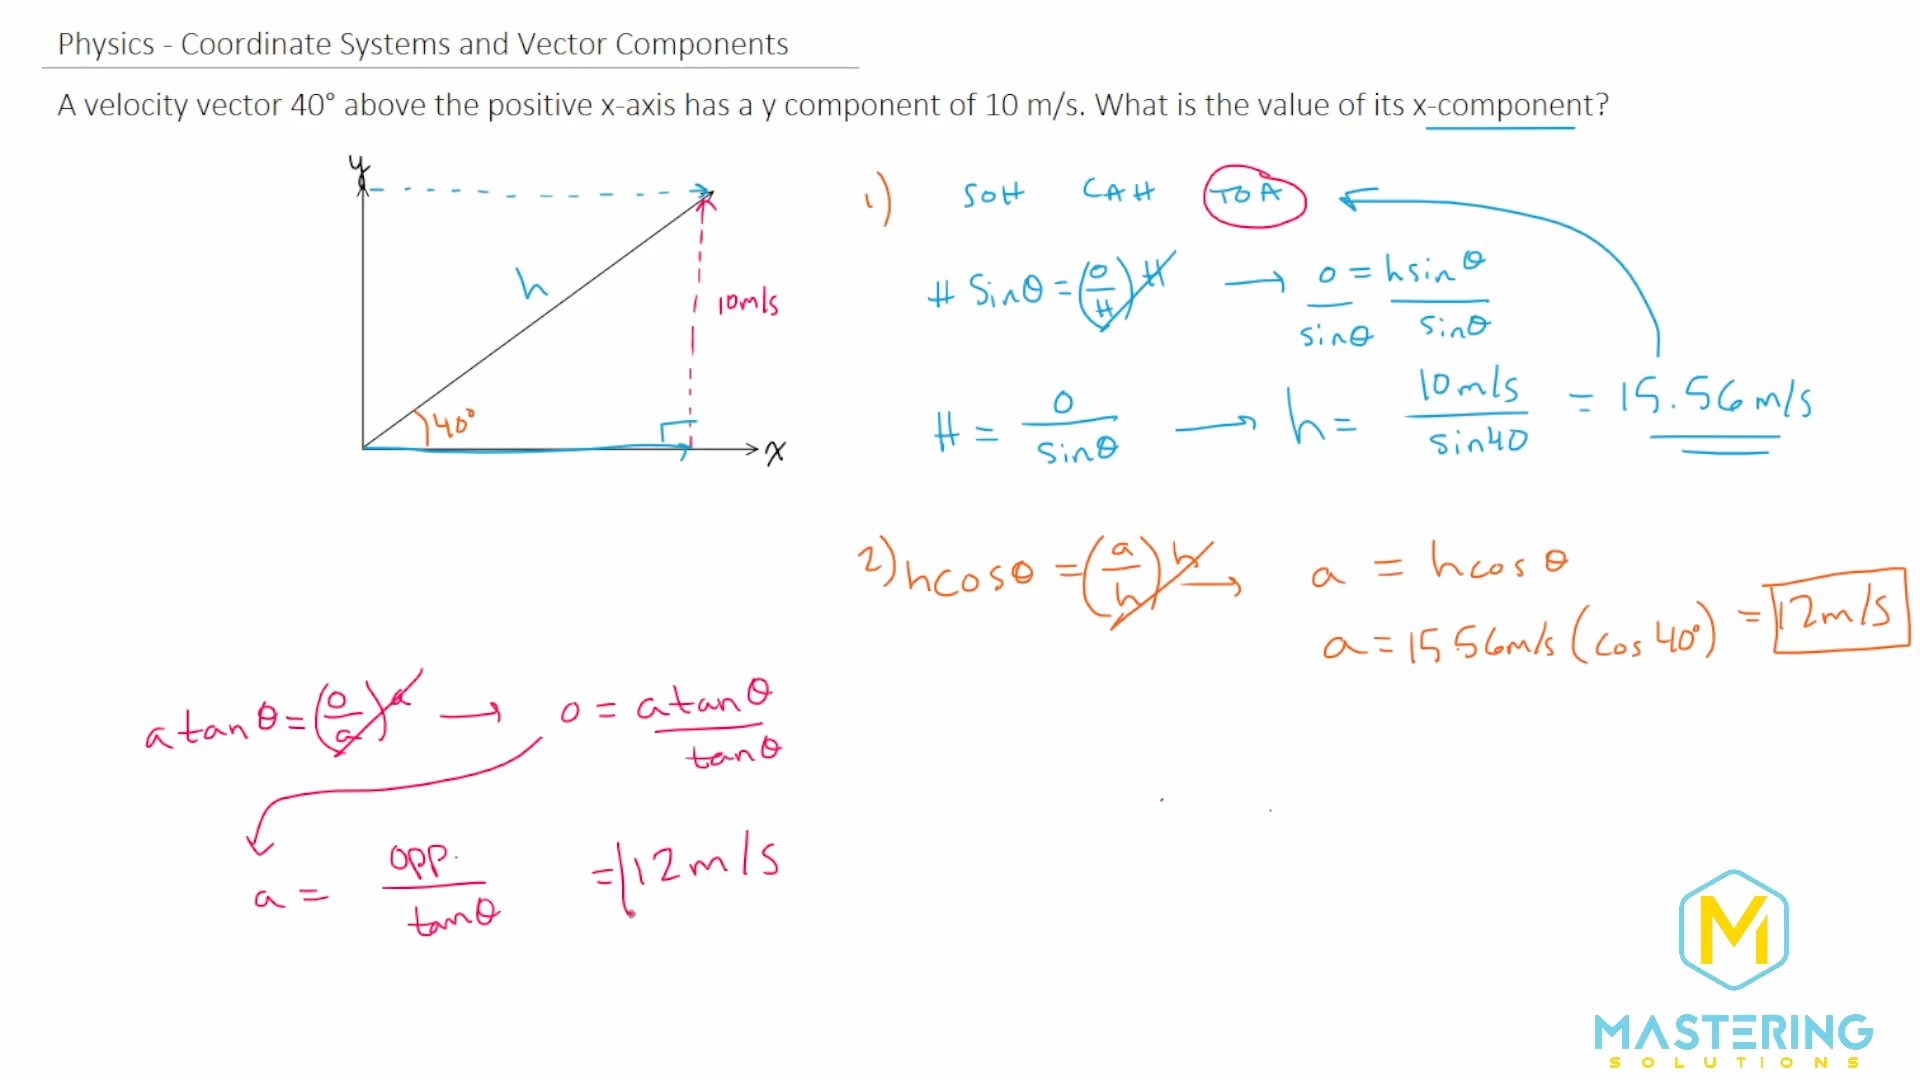 Physics - Coordinate Systems and Vector Components
A velocity vector 40° above the positive x-axis has a y component of 10 m/s. What is the value of its x-component?
y
h
10m/s
40°
x
1) SOH CAH TOA
H Sinθ = (O/H) H → O = hsinθ
sinθ sinθ
H = O/sinθ → h = 10m/s / sin40 = 15.56 m/s
2) hcosθ = (a/h) h → a = hcosθ
a = 15.56m/s (cos 40°) = 12m/s
a tanθ = (O/a) a → O = a tanθ / tanθ
a = opp. / tanθ = 12m/s
M
MASTERING
SOLUTIONS